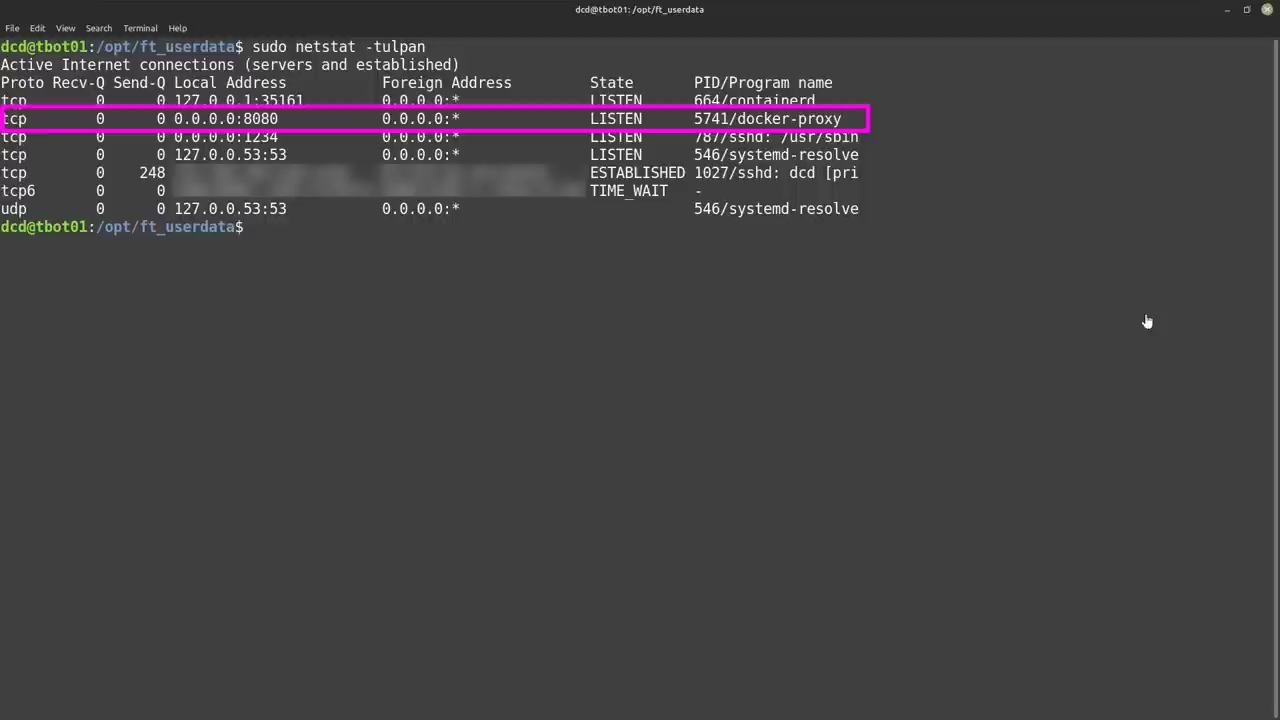 dcd@tbot01: /opt/ft_userdata
File Edit View Search Terminal Help
dcd@tbot01:/opt/ft_userdata$ sudo netstat -tulpan
Active Internet connections (servers and established)
Proto Recv-Q Send-Q Local Address Foreign Address State PID/Program name
tcp 0 0 127.0.0.1:35161 0.0.0.0:* LISTEN 664/containerd
tcp 0 0 0.0.0.0:8080 0.0.0.0:* LISTEN 5741/docker-proxy
tcp 0 0 0.0.0.0:1234 0.0.0.0:* LISTEN 787/sshd: /usr/sbin
tcp 0 0 127.0.0.53:53 0.0.0.0:* LISTEN 546/systemd-resolve
tcp 0 248 ESTABLISHED 1027/sshd: dcd [pri
tcp6 0 0 TIME_WAIT -
udp 0 0 127.0.0.53:53 0.0.0.0:* 546/systemd-resolve
dcd@tbot01:/opt/ft_userdata$